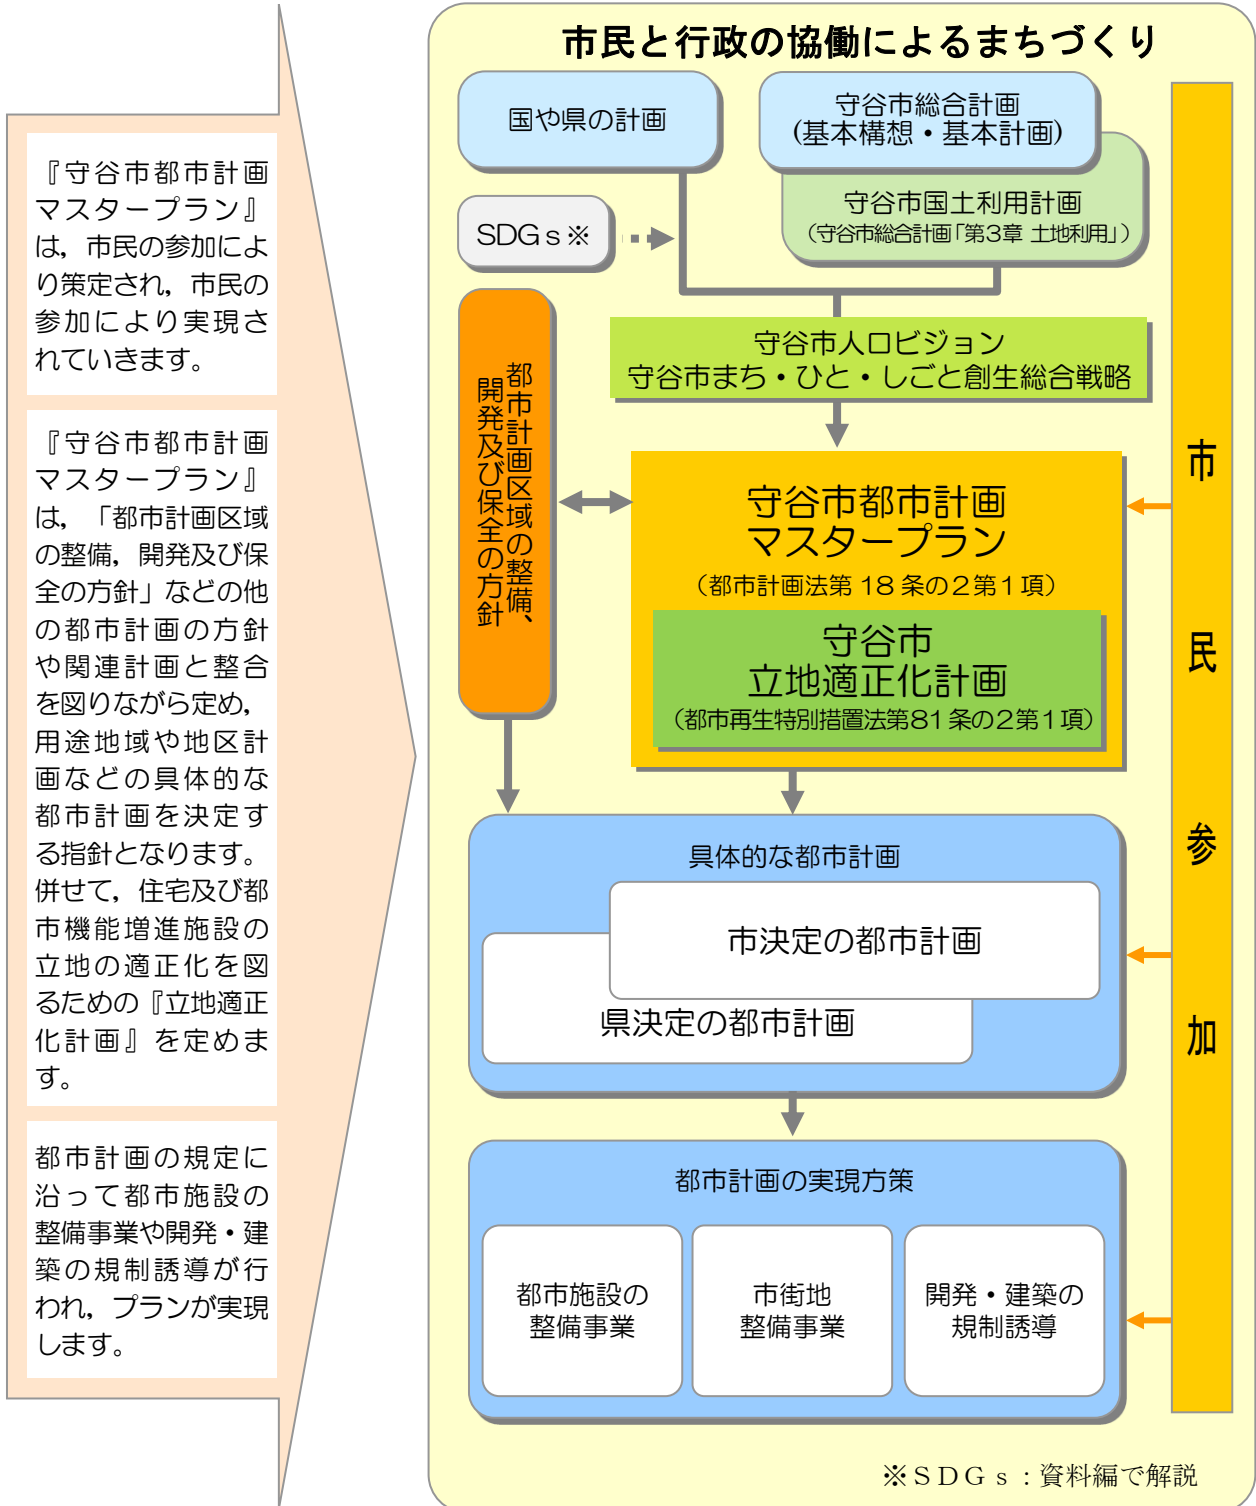 『守谷市都市計画
マスタープラン』
は，市民の参加によ
り策定され，市民の
参加により実現さ
れていきます。
『守谷市都市計画
マスタープラン』
は，「都市計画区域
の整備，開発及び保
全の方針」などの他
の都市計画の方針
や関連計画と整合
を図りながら定め，
用途地域や地区計
画などの具体的な
都市計画を決定す
る指針となります。
併せて，住宅及び都
市機能増進施設の
立地の適正化を図
るための『立地適正
化計画』を定めま
す。
都市計画の規定に
沿って都市施設の
整備事業や開発・建
築の規制誘導が行
われ，プランが実現
します。
市民と行政の協働によるまちづくり
国や県の計画
守谷市総合計画
(基本構想・基本計画)
守谷市国土利用計画
（守谷市総合計画「第３章 土地利用」）
SDGｓ※
守谷市人口ビジョン
守谷市まち・ひと・しごと創生総合戦略
都市計画区域の整備、
開発及び保全の方針
守谷市都市計画
マスタープラン
（都市計画法第 18 条の２第１項）
守谷市
立地適正化計画
（都市再生特別措置法第81 条の２第１項）
具体的な都市計画
市決定の都市計画
県決定の都市計画
都市計画の実現方策
都市施設の
整備事業
市街地
整備事業
開発・建築の
規制誘導
市民参加
※ＳＤＧｓ：資料編で解説